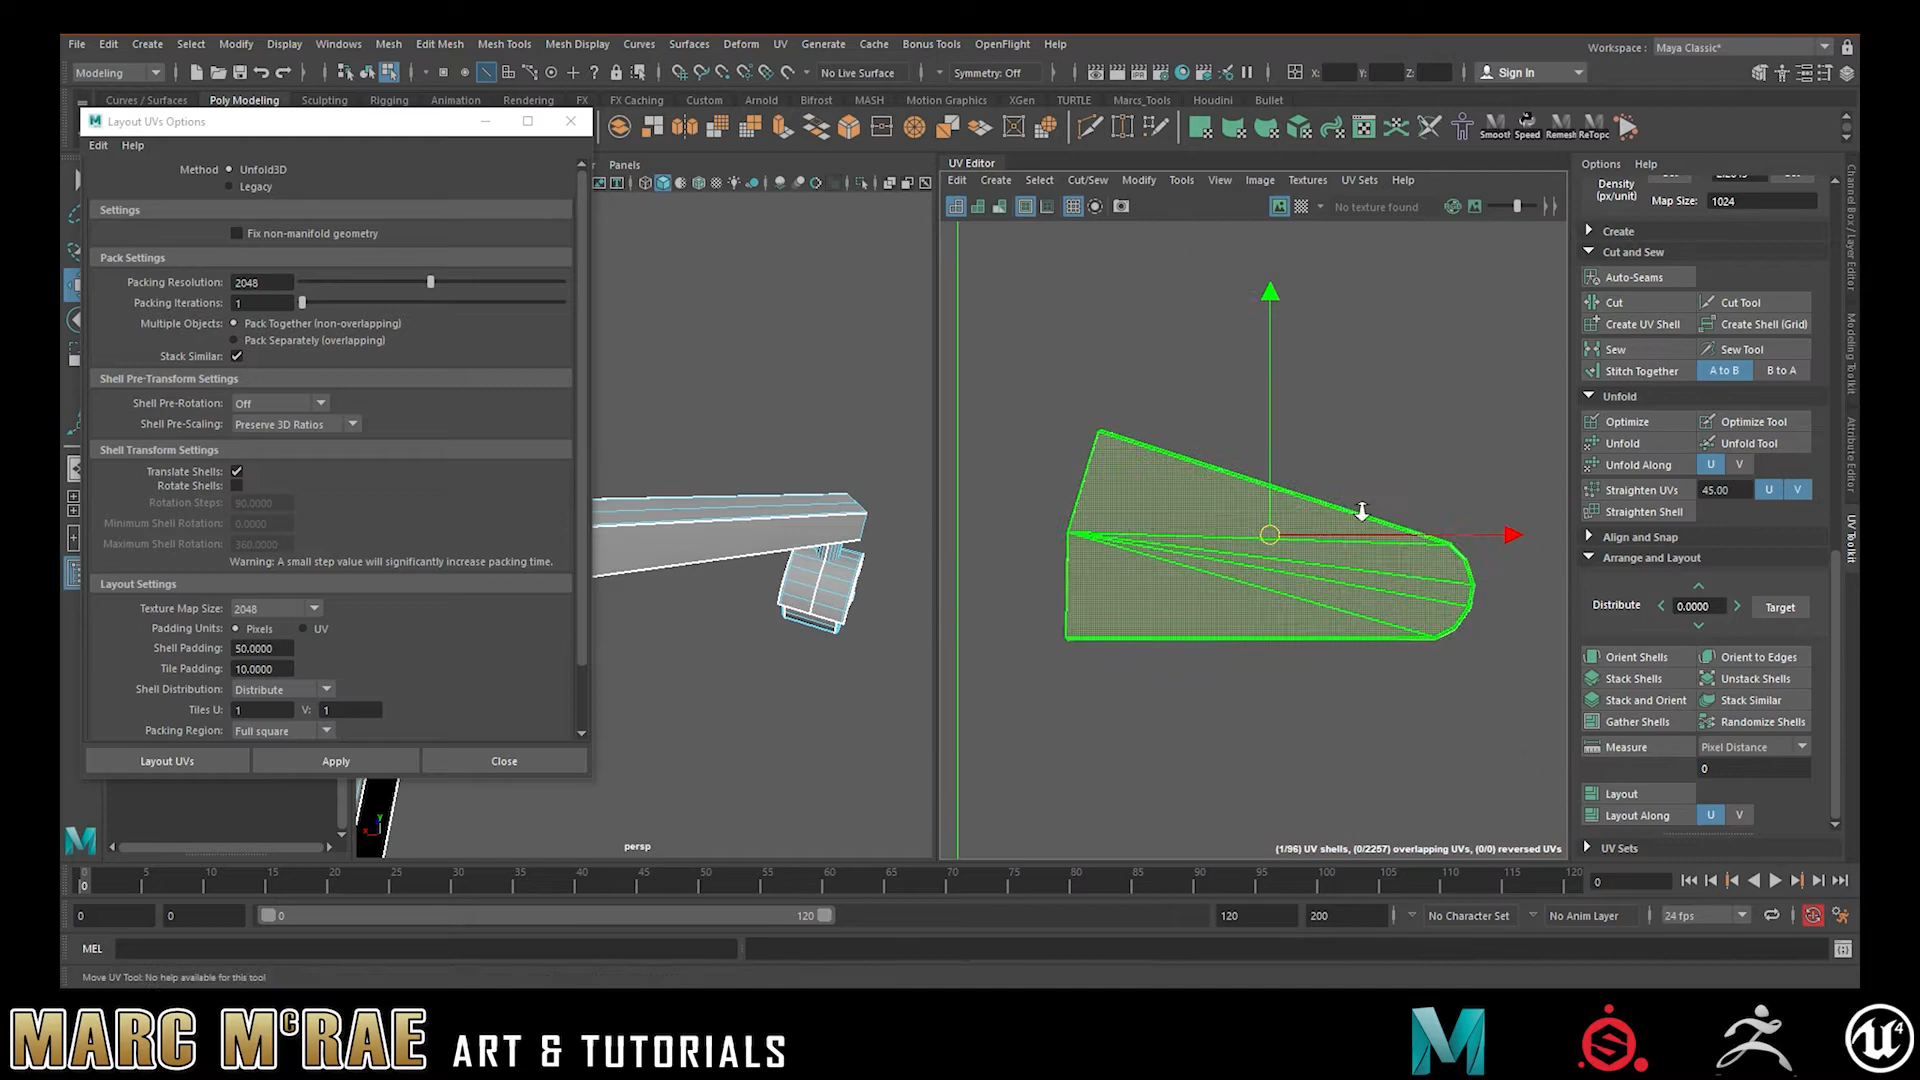 File Edit Create Select Modify Display Windows Mesh Edit Mesh Mesh Tools Mesh Display Curves Surfaces Deform UV Generate Cache Bonus Tools OpenFlight Help
Workspace : Maya Classic*
Modeling No Live Surface Symmetry: Off X: Y: Z: Sign In
Curves / Surfaces Poly Modeling Sculpting Rigging Animation Rendering FX FX Caching Custom Arnold Bifrost MASH Motion Graphics XGen TURTLE Marcs_Tools Houdini Bullet
Smooth Speed Remesh ReTopc
Layout UVs Options
Edit Help
Method Unfold3D
Legacy
Settings
Fix non-manifold geometry
Pack Settings
Packing Resolution: 2048
Packing Iterations: 1
Multiple Objects: Pack Together (non-overlapping)
Pack Separately (overlapping)
Stack Similar:
Shell Pre-Transform Settings
Shell Pre-Rotation: Off
Shell Pre-Scaling: Preserve 3D Ratios
Shell Transform Settings
Translate Shells:
Rotate Shells:
Rotation Steps: 90.0000
Minimum Shell Rotation: 0.0000
Maximum Shell Rotation: 360.0000
Warning: A small step value will significantly increase packing time.
Layout Settings
Texture Map Size: 2048
Padding Units: Pixels UV
Shell Padding: 50.0000
Tile Padding: 10.0000
Shell Distribution: Distribute
Tiles U: 1 V: 1
Packing Region: Full square
Layout UVs Apply Close
Panels
persp
UV Editor
Edit Create Select Cut/Sew Modify Tools View Image Textures UV Sets Help
No texture found
(1/96) UV shells, (0/2257) overlapping UVs, (0/0) reversed UVs
Options Help
Density
(px/unit)
Map Size: 1024
Create
Cut and Sew
Auto-Seams
Cut Cut Tool
Create UV Shell Create Shell (Grid)
Sew Sew Tool
Stitch Together A to B B to A
Unfold
Optimize Optimize Tool
Unfold Unfold Tool
Unfold Along U V
Straighten UVs 45.00 U V
Straighten Shell
Align and Snap
Arrange and Layout
Distribute 0.0000 Target
Orient Shells Orient to Edges
Stack Shells Unstack Shells
Stack and Orient Stack Similar
Gather Shells Randomize Shells
Measure Pixel Distance
0
Layout
Layout Along U V
UV Sets
Channel Box / Layer Editor
Modeling Toolkit
Attribute Editor
UV Toolkit
0 5 10 15 20 25 30 35 40 45 50 55 60 65 70 75 80 85 90 95 100 105 110 115 120
0
0 0 0 120 120 200 No Character Set No Anim Layer 24 fps
MEL
Move UV Tool: No help available for this tool
MARC McRAE ART & TUTORIALS